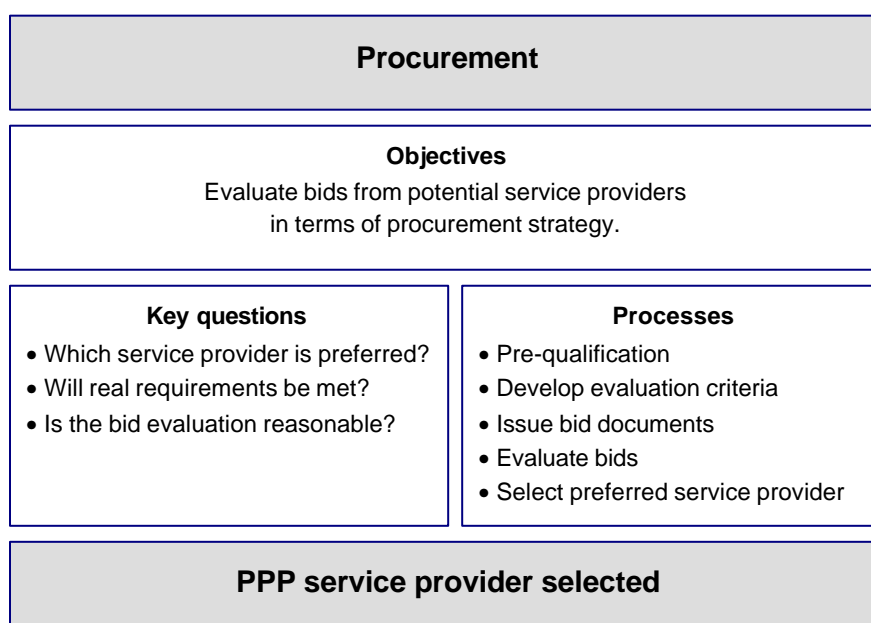 Procurement
Objectives
Evaluate bids from potential service providers
in terms of procurement strategy.
Key questions
• Which service provider is preferred?
• Will real requirements be met?
• Is the bid evaluation reasonable?
Processes
• Pre-qualification
• Develop evaluation criteria
• Issue bid documents
• Evaluate bids
• Select preferred service provider
PPP service provider selected